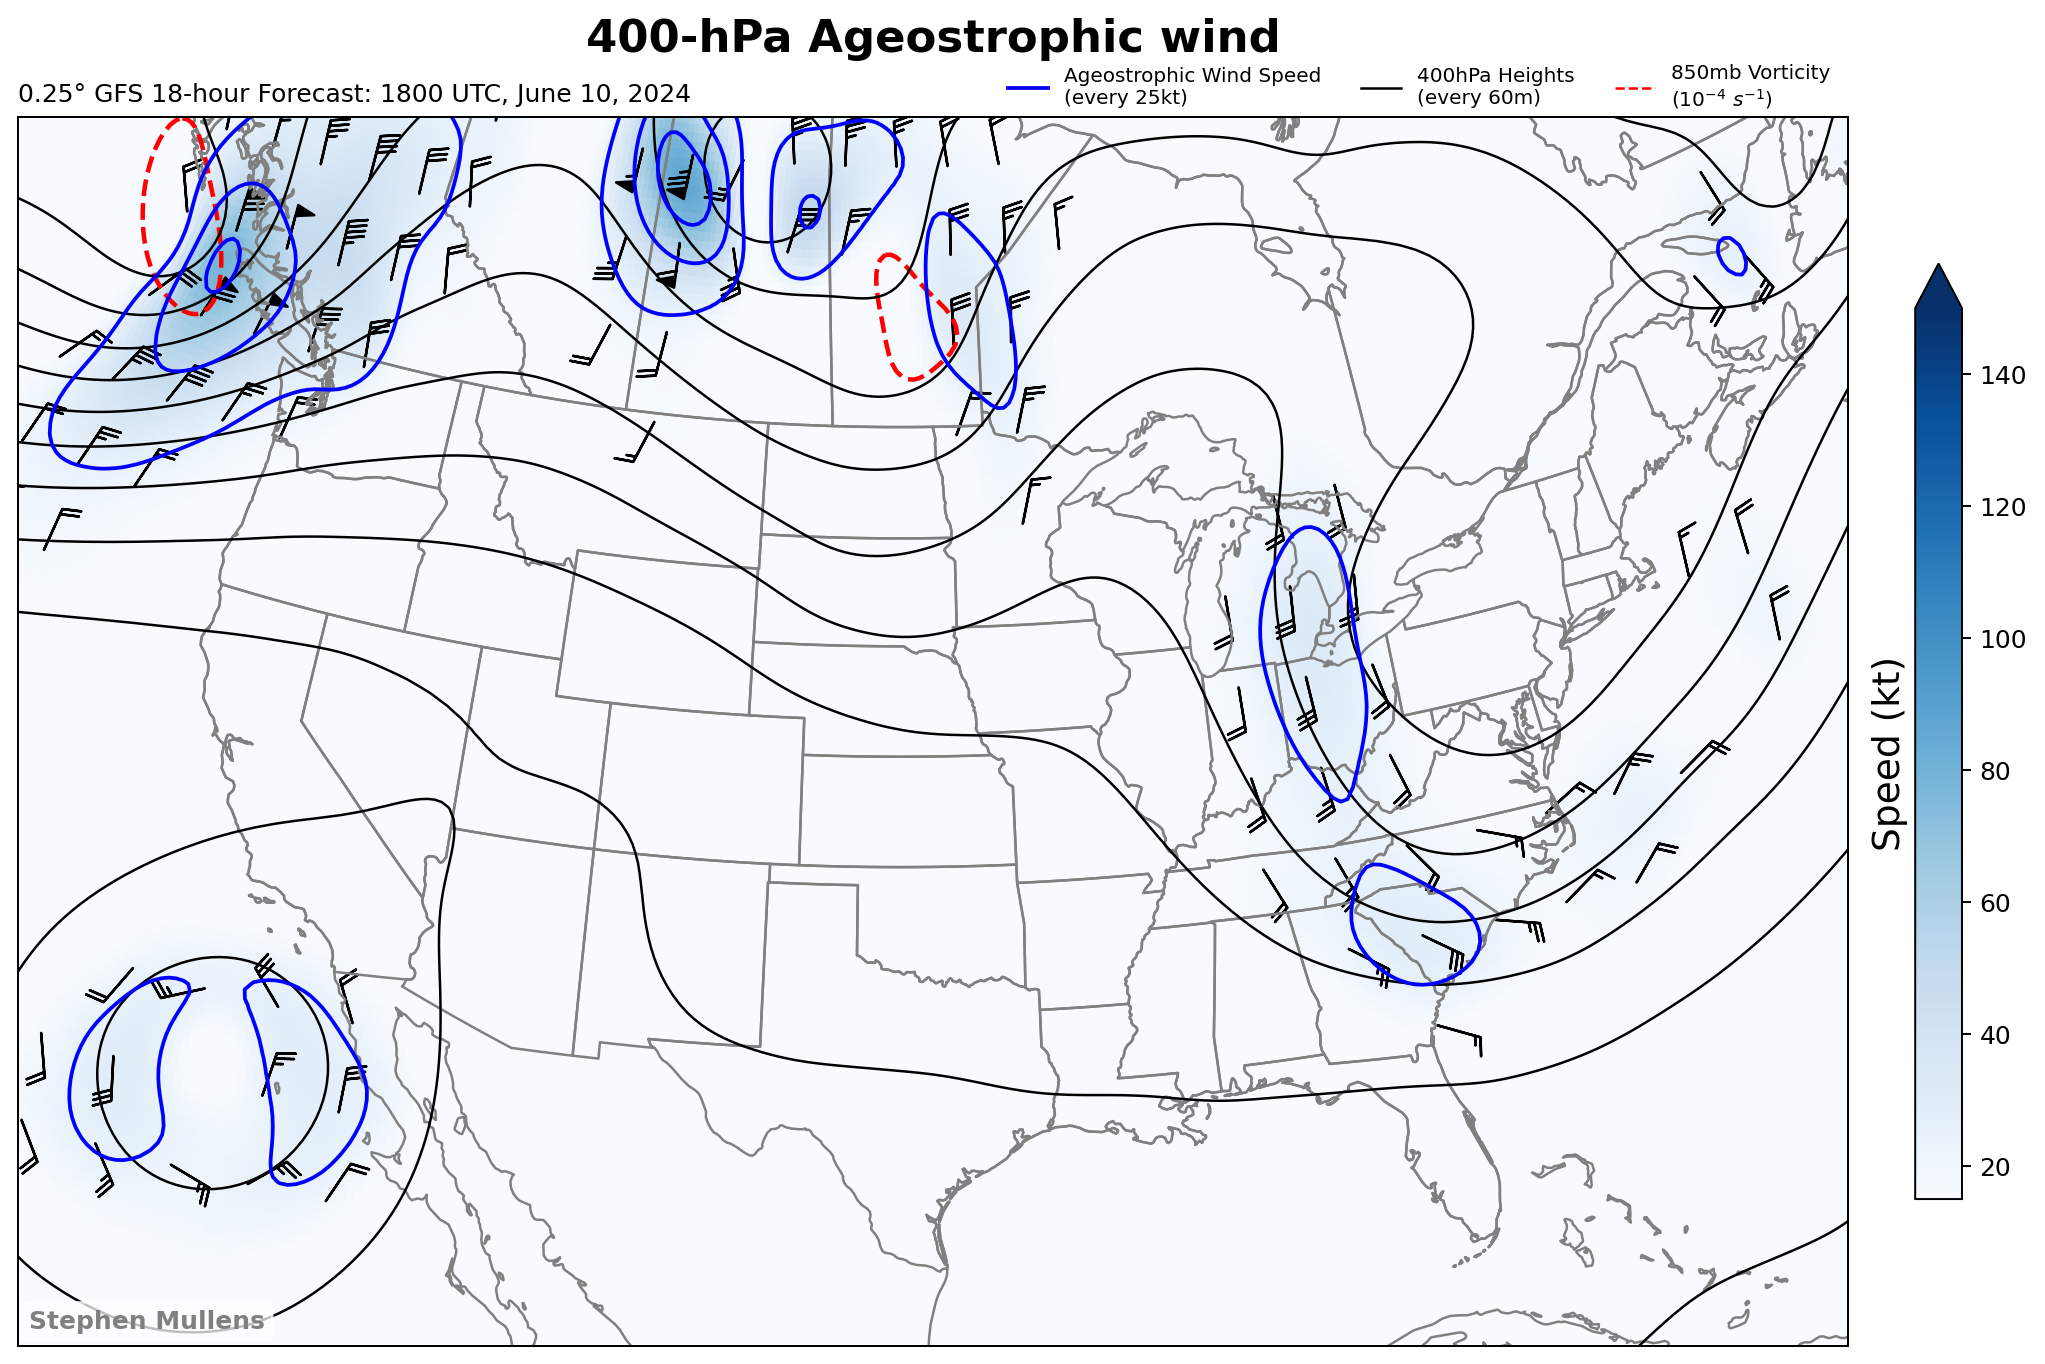 400-hPa Ageostrophic wind
0.25° GFS 18-hour Forecast: 1800 UTC, June 10, 2024
Ageostrophic Wind Speed
(every 25kt)
400hPa Heights
(every 60m)
850mb Vorticity
(10⁻⁴ s⁻¹)
140
120
100
80
60
40
20
Speed (kt)
Stephen Mullens